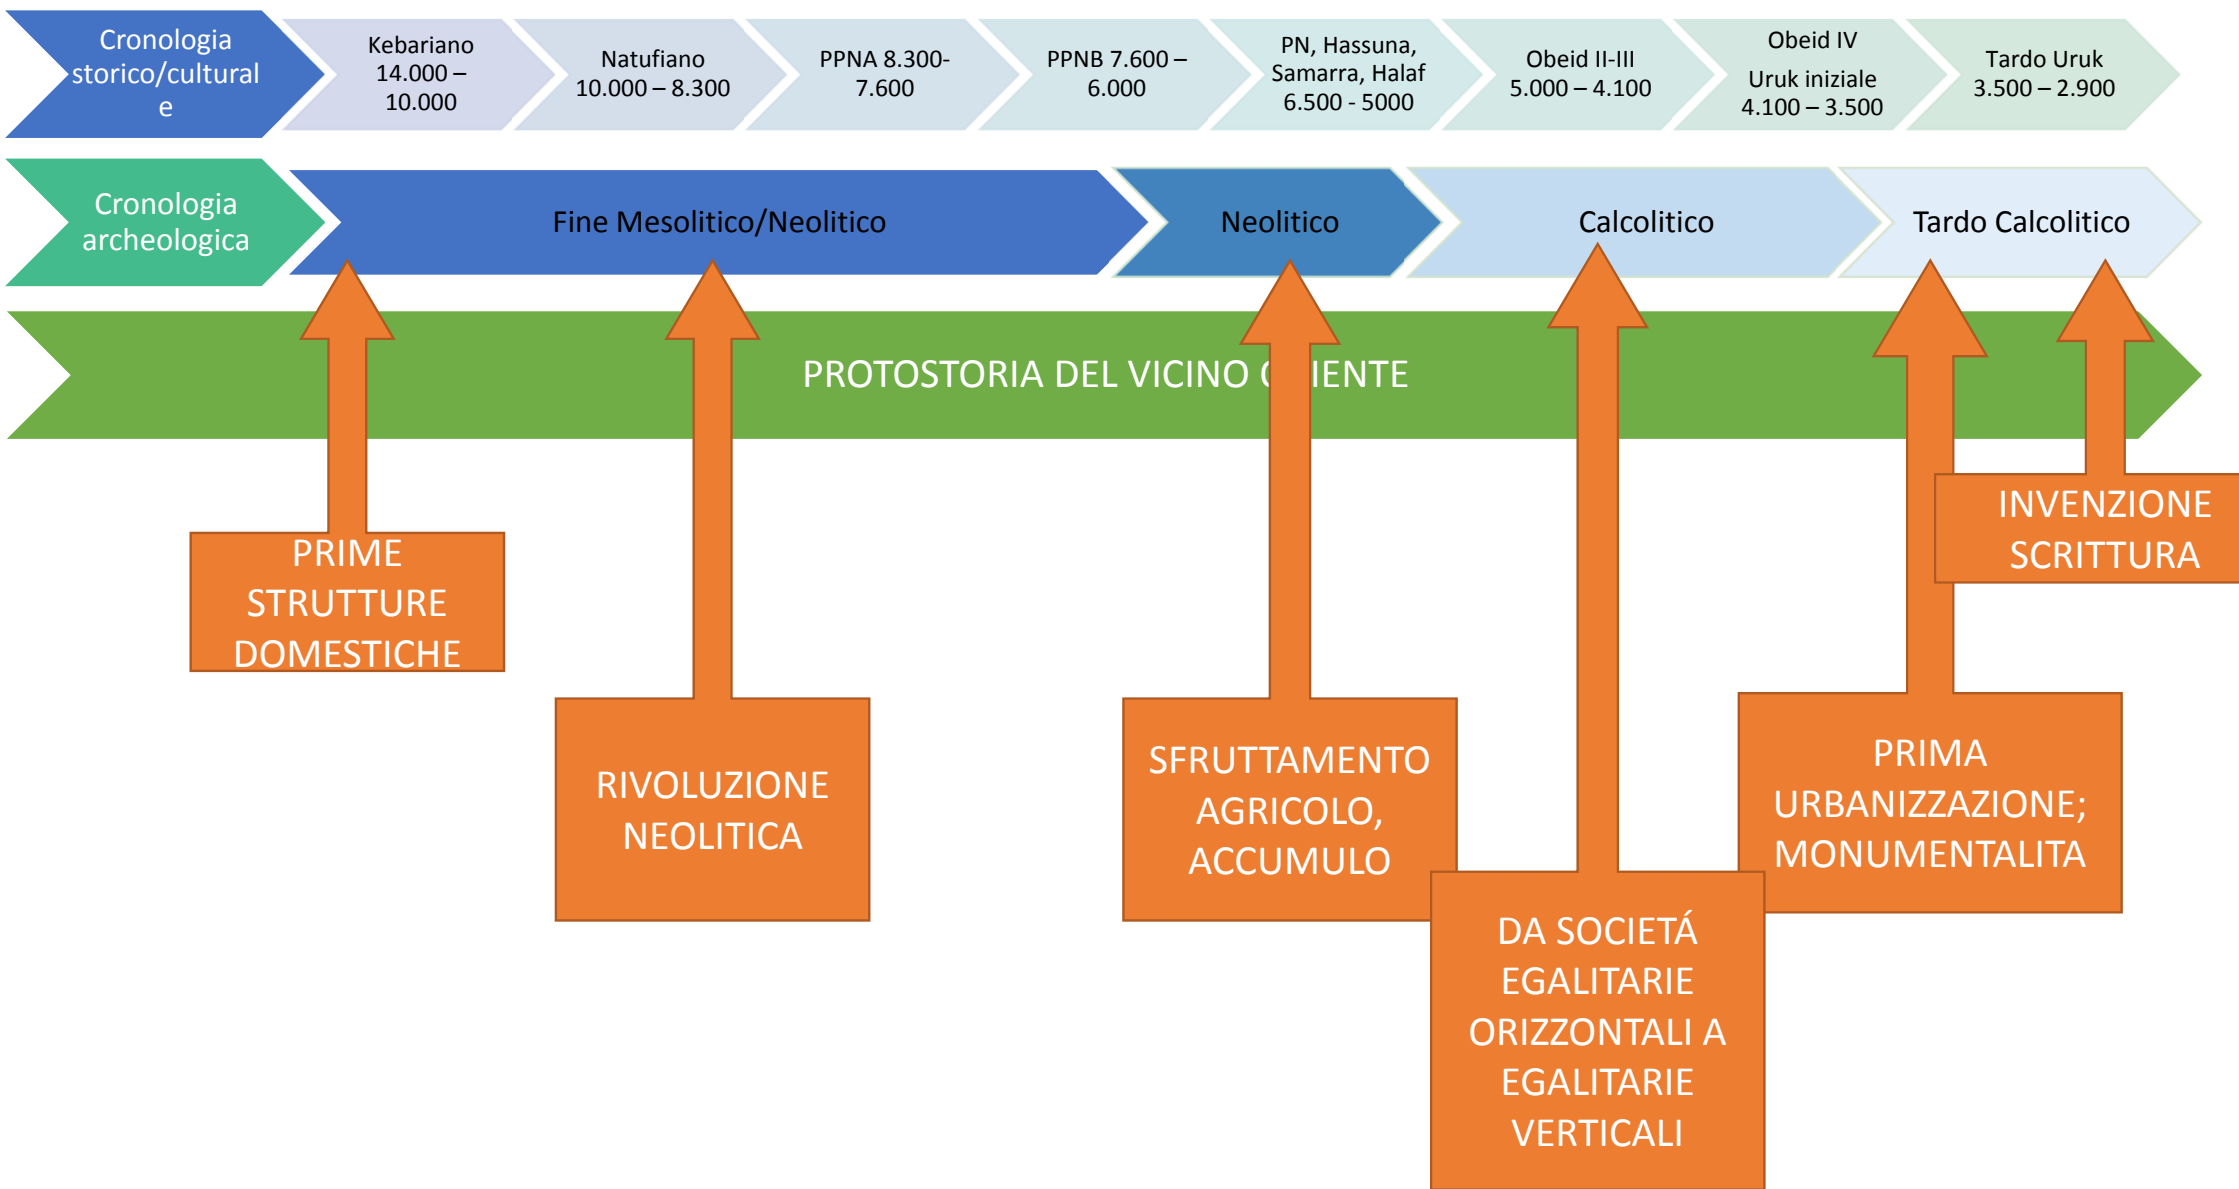 Cronologia
storico/cultural
e
Kebariano
14.000 –
10.000
Natufiano
10.000 – 8.300
PPNA 8.300-
7.600
PPNB 7.600 –
6.000
PN, Hassuna,
Samarra, Halaf
6.500 - 5000
Obeid II-III
5.000 – 4.100
Obeid IV
Uruk iniziale
4.100 – 3.500
Tardo Uruk
3.500 – 2.900
Cronologia
archeologica
Fine Mesolitico/Neolitico
Neolitico
Calcolitico
Tardo Calcolitico
PROTOSTORIA DEL VICINO ORIENTE
PRIME
STRUTTURE
DOMESTICHE
RIVOLUZIONE
NEOLITICA
SFRUTTAMENTO
AGRICOLO,
ACCUMULO
DA SOCIETÁ
EGALITARIE
ORIZZONTALI A
EGALITARIE
VERTICALI
PRIMA
URBANIZZAZIONE;
MONUMENTALITA
INVENZIONE
SCRITTURA